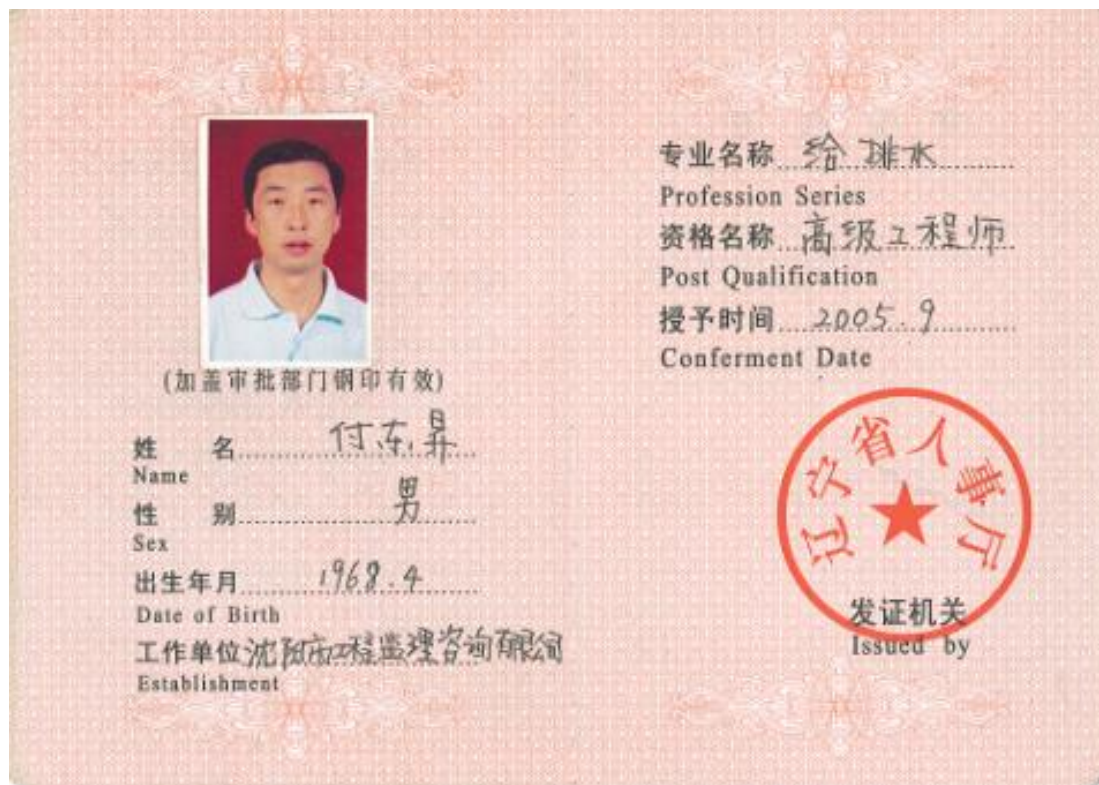 (加盖审批部门钢印有效)
姓 名 付东昇
Name
性 别 男
Sex
出生年月 1968.4
Date of Birth
工作单位 沈阳市工程监理咨询有限公司
Establishment
专业名称 给排水
Profession Series
资格名称 高级工程师
Post Qualification
授予时间 2005.9
Conferment Date
辽宁省人事厅
发证机关
Issued by